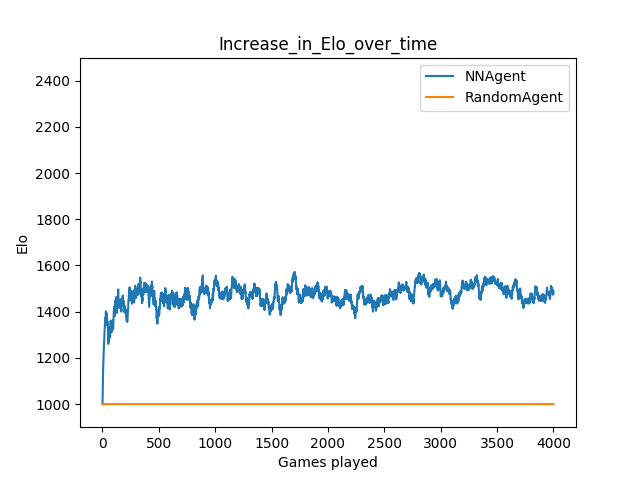 Increase_in_Elo_over_time
NNAgent
RandomAgent
2400
2200
2000
1800
1600
1400
1200
1000
Elo
0 500 1000 1500 2000 2500 3000 3500 4000
Games played